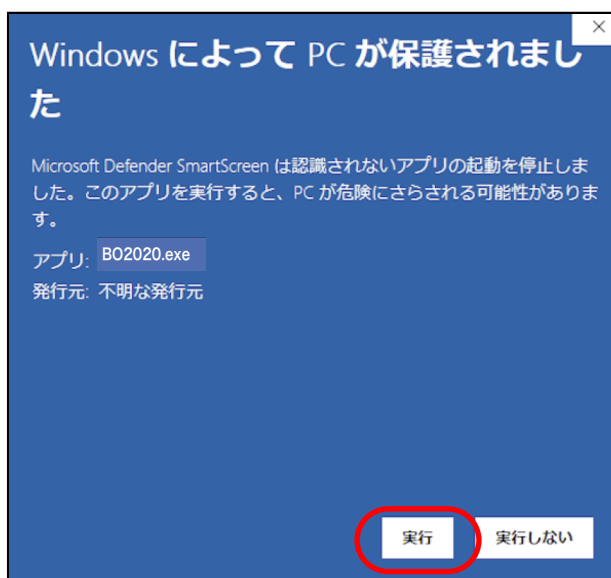 Windows によって PC が保護されまし
た
Microsoft Defender SmartScreen は認識されないアプリの起動を停止しま
した。このアプリを実行すると、PC が危険にさらされる可能性がありま
す。
アプリ: BO2020.exe
発行元: 不明な発行元
実行 実行しない